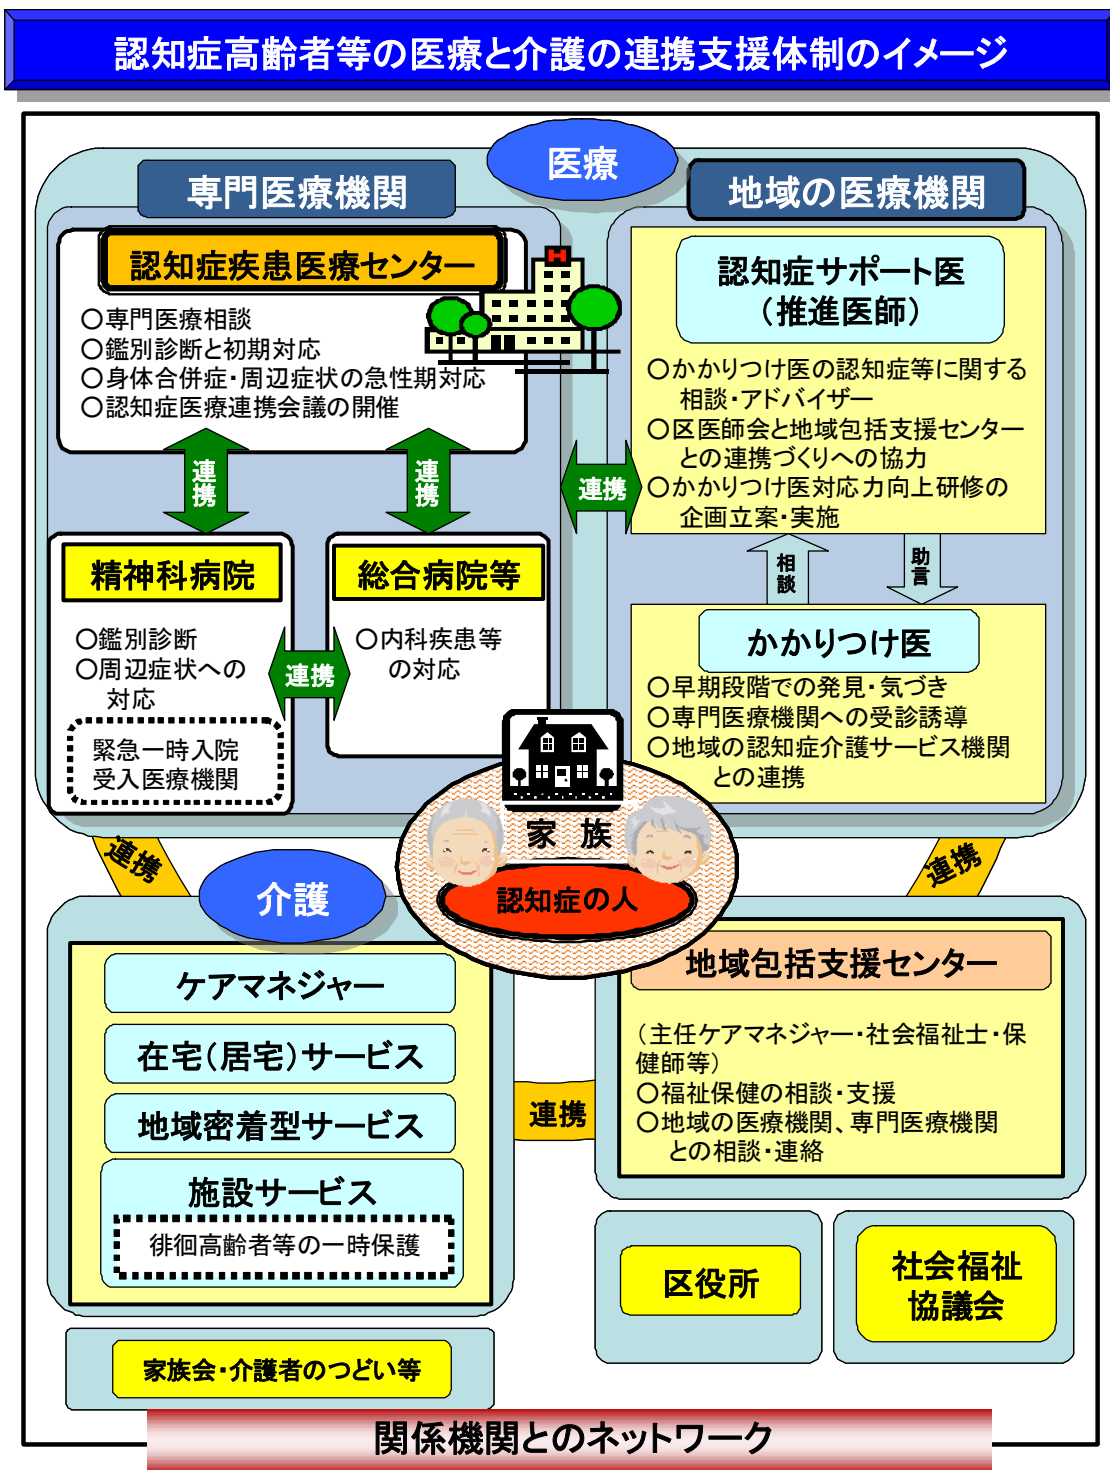 認知症高齢者等の医療と介護の連携支援体制のイメージ
医療
専門医療機関
認知症疾患医療センター
H
○専門医療相談
○鑑別診断と初期対応
○身体合併症・周辺症状の急性期対応
○認知症医療連携会議の開催
連携
連携
精神科病院
○鑑別診断
○周辺症状への
対応
緊急一時入院
受入医療機関
連携
総合病院等
○内科疾患等
の対応
連携
地域の医療機関
認知症サポート医
（推進医師）
○かかりつけ医の認知症等に関する
相談・アドバイザー
○区医師会と地域包括支援センター
との連携づくりへの協力
○かかりつけ医対応力向上研修の
企画立案・実施
相談
助言
かかりつけ医
○早期段階での発見・気づき
○専門医療機関への受診誘導
○地域の認知症介護サービス機関
との連携
家 族
認知症の人
連携
連携
介護
ケアマネジャー
在宅（居宅）サービス
地域密着型サービス
施設サービス
徘徊高齢者等の一時保護
連携
地域包括支援センター
（主任ケアマネジャー・社会福祉士・保
健師等）
○福祉保健の相談・支援
○地域の医療機関、専門医療機関
との相談・連絡
区役所
社会福祉
協議会
家族会・介護者のつどい等
関係機関とのネットワーク